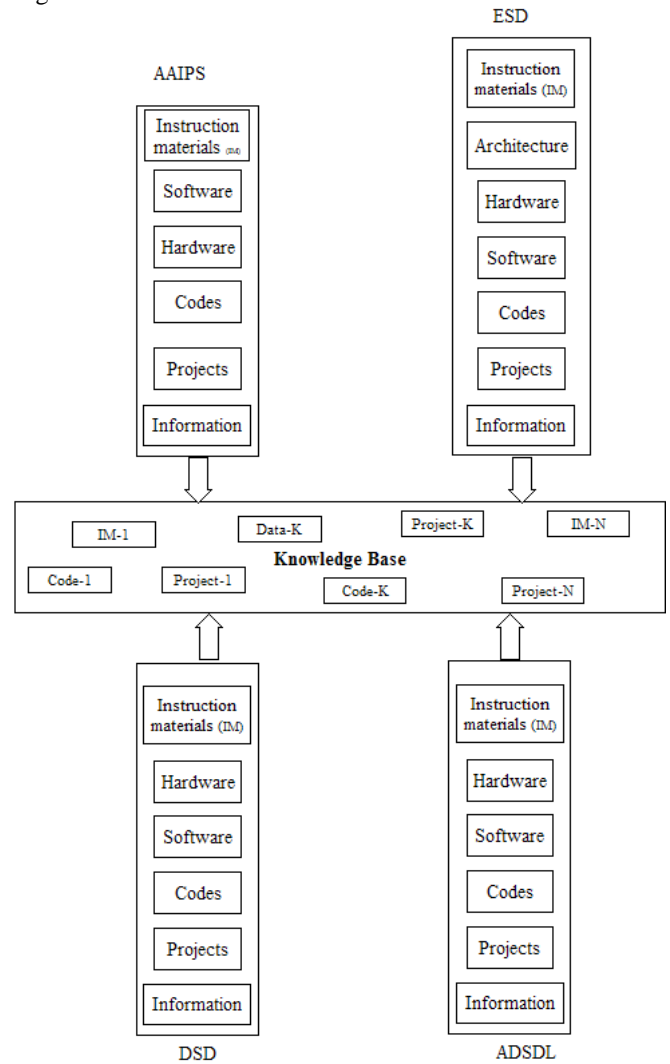 ESD
AAIPS
Instruction
materials (IM)
Software
Hardware
Codes
Projects
Information
Instruction
materials (IM)
Architecture
Hardware
Software
Codes
Projects
Information
IM-1
Data-K
Project-K
IM-N
Knowledge Base
Code-1
Project-1
Code-K
Project-N
Instruction
materials (IM)
Hardware
Software
Codes
Projects
Information
DSD
Instruction
materials (IM)
Hardware
Software
Codes
Projects
Information
ADSDL